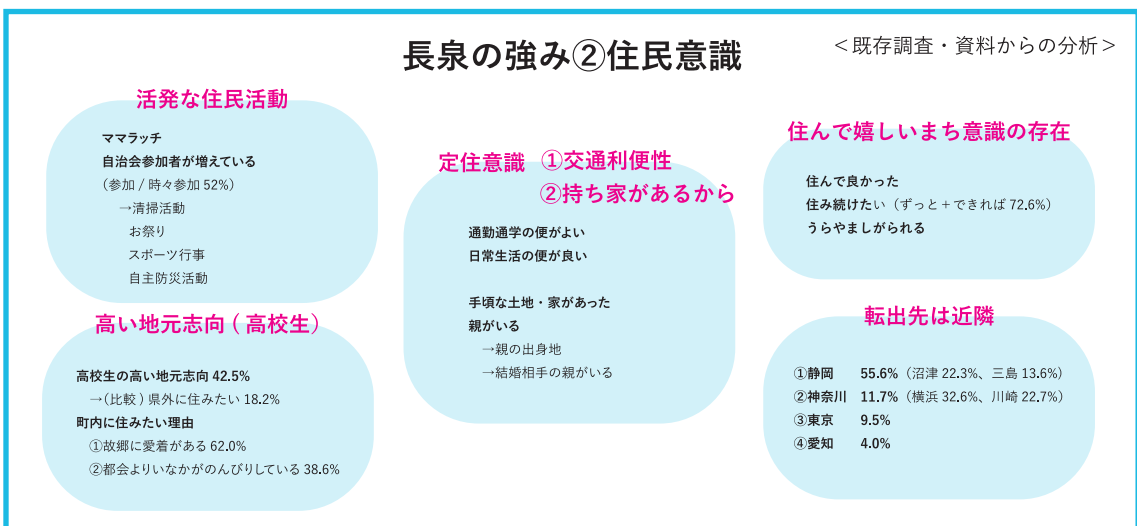 長泉の強み②住民意識
＜既存調査・資料からの分析＞
活発な住民活動
ママラッチ
自治会参加者が増えている
（参加 / 時々参加 52%）
→清掃活動
お祭り
スポーツ行事
自主防災活動
高い地元志向 ( 高校生）
高校生の高い地元志向 42.5%
→（比較 ) 県外に住みたい 18.2%
町内に住みたい理由
①故郷に愛着がある 62.0%
②都会よりいなかがのんびりしている 38.6%
定住意識 ①交通利便性
②持ち家があるから
通勤通学の便がよい
日常生活の便が良い
手頃な土地・家があった
親がいる
→親の出身地
→結婚相手の親がいる
住んで嬉しいまち意識の存在
住んで良かった
住み続けたい（ずっと＋できれば 72.6%）
うらやましがられる
転出先は近隣
①静岡 55.6%（沼津 22.3%、三島 13.6%）
②神奈川 11.7%（横浜 32.6%、川崎 22.7%）
③東京 9.5%
④愛知 4.0%